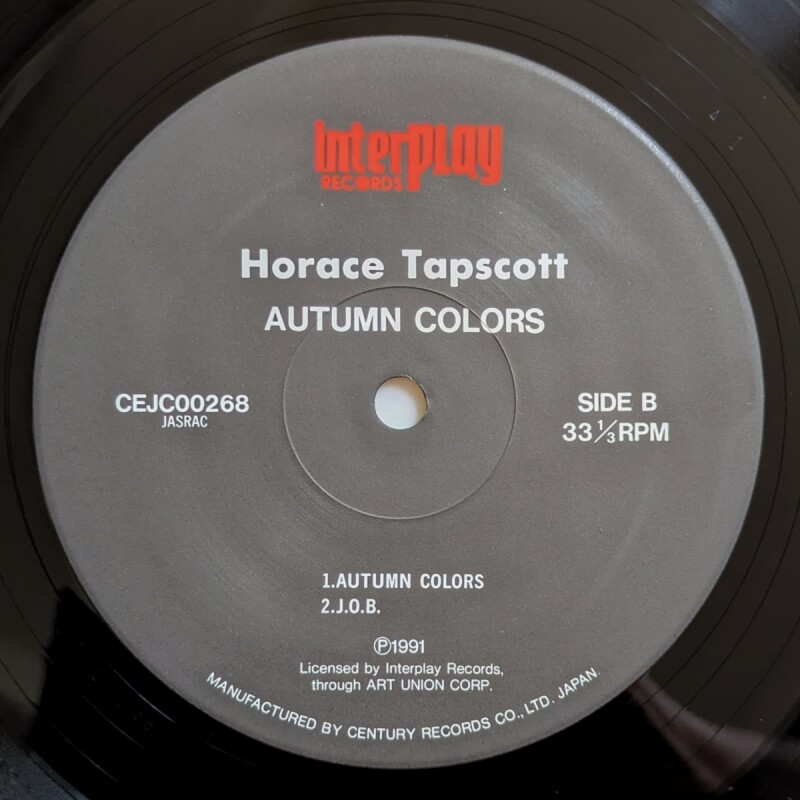 Interplay
RECORDS
Horace Tapscott
AUTUMN COLORS
CEJC00268
JASRAC
SIDE B
33⅓RPM
1.AUTUMN COLORS
2.J.O.B.
Ⓟ1991
Licensed by Interplay Records,
through ART UNION CORP.
MANUFACTURED BY CENTURY RECORDS CO., LTD. JAPAN.